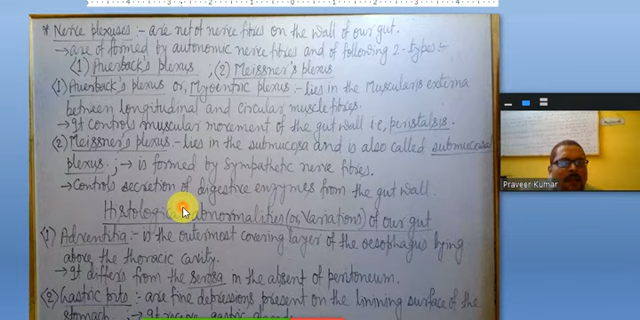 * Nerve plexuses :- are net of nerve fibres on the wall of our gut.
→ are of formed by autonomic nerve fibres and of following 2-types :-
(1) Auerbach's plexus , (2) Meissner's plexus
(1) Auerbach's plexus or, Myoentric plexus :- lies in the Muscularis externa
between longitudinal and circular muscle fibres.
→ It controls muscular movement of the gut wall i.e, peristalsis.
(2) Meissner's plexus - lies in the submucosa and is also called submucosal
plexus. ; → is formed by sympathetic nerve fibres.
→ Controls secretion of digestive enzymes from the gut wall.
Histological abnormalities (or Variations) of our gut
(1) Adventitia :- is the outermost covering layer of the oesophagus lying
above the thoracic cavity.
→ It differs from the serosa in the absent of peritoneum.
(2) Gastric pits - are fine depressions present on the linning surface of the
stomach
Praveer Kumar